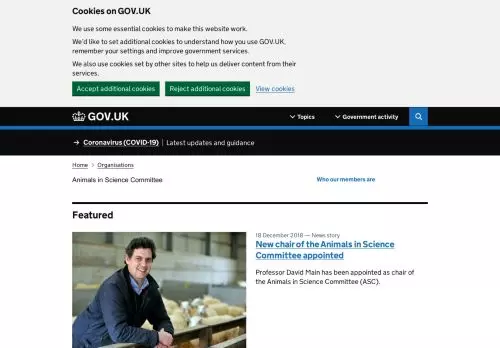 Cookies on GOV.UK
We use some essential cookies to make this website work.
We'd like to set additional cookies to understand how you use GOV.UK,
remember your settings and improve government services.
We also use cookies set by other sites to help us deliver content from their
services.
Accept additional cookies Reject additional cookies View cookies
GOV.UK Topics Government activity
→ Coronavirus (COVID-19) Latest updates and guidance
Home > Organisations
Animals in Science Committee Who our members are
Featured
18 December 2018 — News story
New chair of the Animals in Science
Committee appointed
Professor David Main has been appointed as chair of
the Animals in Science Committee (ASC).